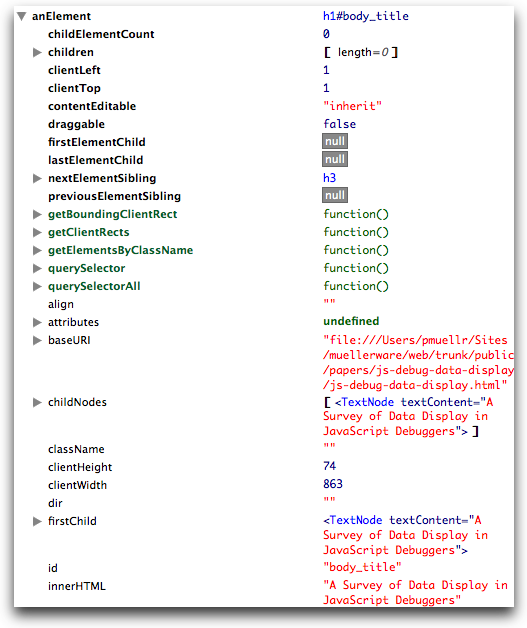 anElement h1#body_title
childElementCount 0
children [ length=0 ]
clientLeft 1
clientTop 1
contentEditable "inherit"
draggable false
firstElementChild null
lastElementChild null
nextElementSibling h3
previousElementSibling null
getBoundingClientRect function()
getClientRects function()
getElementsByClassName function()
querySelector function()
querySelectorAll function()
align ""
attributes undefined
baseURI "file:///Users/pmuellr/Sites
/muellerware/web/trunk/public
/papers/js-debug-data-display
/js-debug-data-display.html"
childNodes [ <TextNode textContent="A
Survey of Data Display in
JavaScript Debuggers"> ]
className ""
clientHeight 74
clientWidth 863
dir ""
firstChild <TextNode textContent="A
Survey of Data Display in
JavaScript Debuggers">
id "body_title"
innerHTML "A Survey of Data Display in
JavaScript Debuggers"